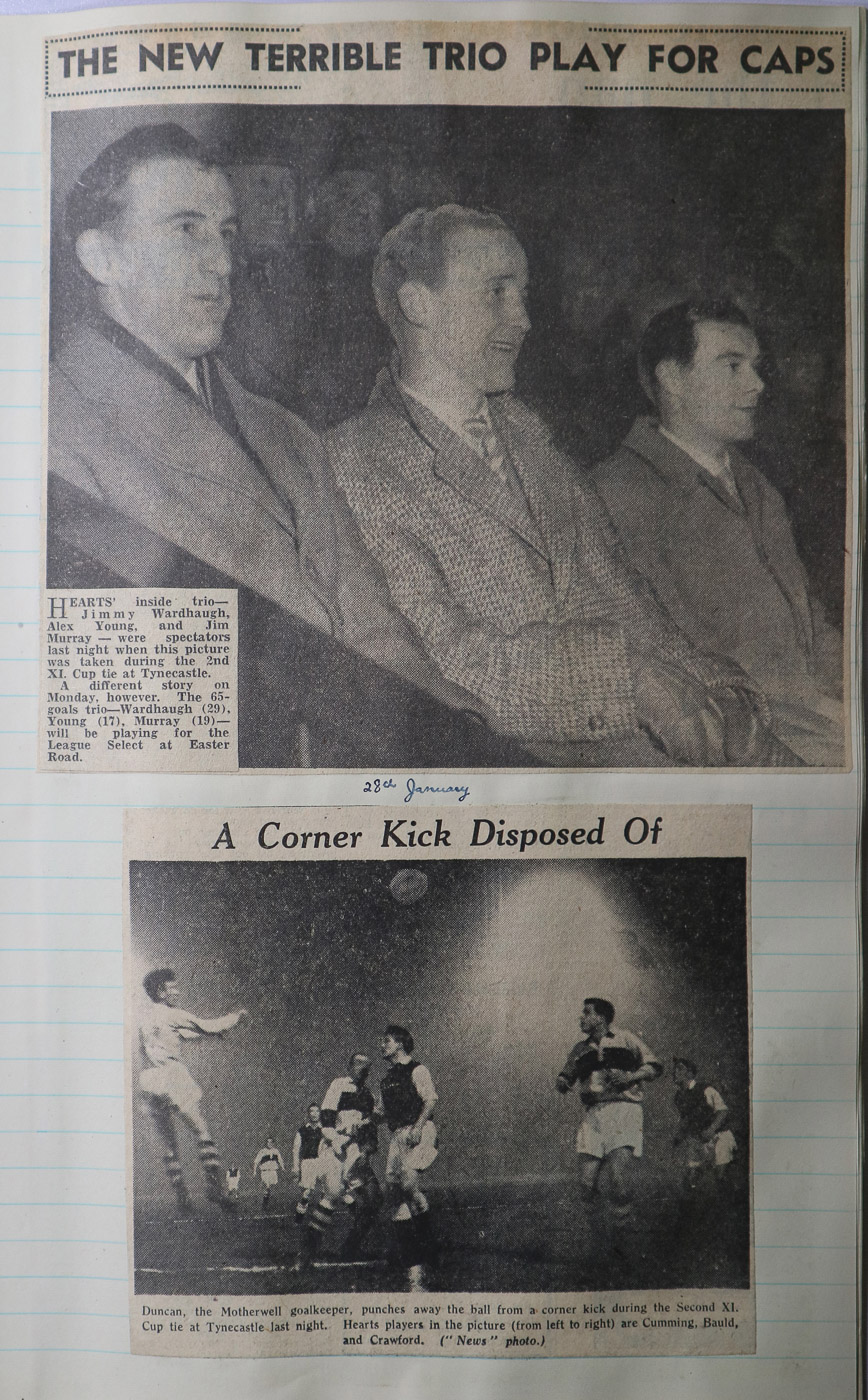 THE NEW TERRIBLE TRIO PLAY FOR CAPS
HEARTS' inside trio—
Jimmy Wardhaugh,
Alex Young, and Jim
Murray — were spectators
last night when this picture
was taken during the 2nd
XI. Cup tie at Tynecastle.
A different story on
Monday, however. The 65-
goals trio—Wardhaugh (29),
Young (17), Murray (19)—
will be playing for the
League Select at Easter
Road.
28th January
A Corner Kick Disposed Of
Duncan, the Motherwell goalkeeper, punches away the ball from a corner kick during the Second XI.
Cup tie at Tynecastle last night. Hearts players in the picture (from left to right) are Cumming, Bauld,
and Crawford. ("News" photo.)